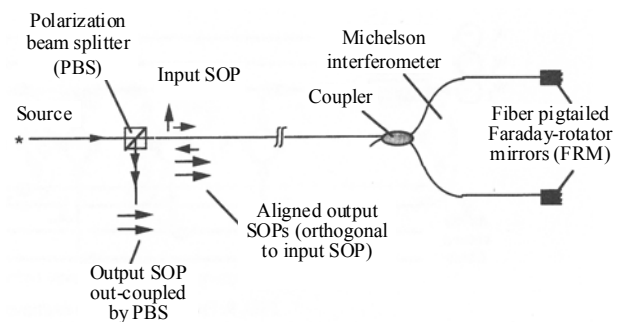 Polarization
beam splitter
(PBS)
Input SOP
Michelson
interferometer
Source
Coupler
*
Fiber pigtailed
Faraday-rotator
mirrors (FRM)
Aligned output
SOPs (orthogonal
to input SOP)
Output SOP
out-coupled
by PBS